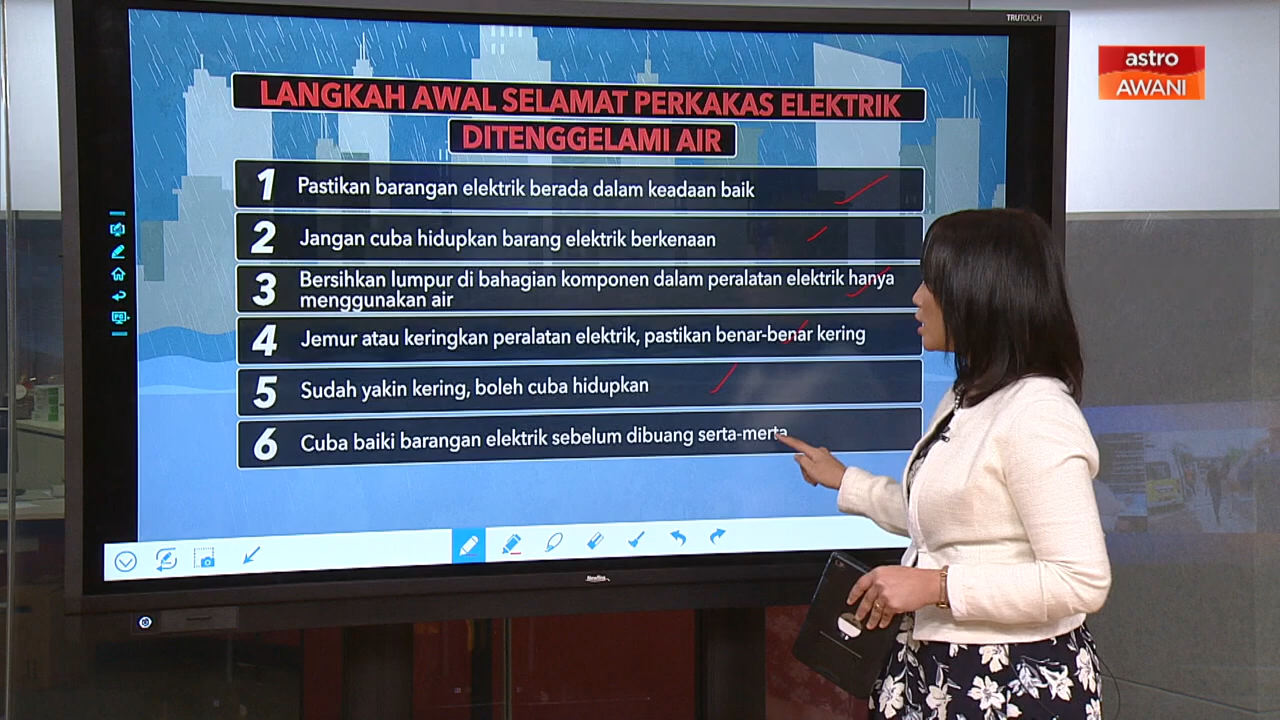 TRUTOUCH
astro
AWANI
LANGKAH AWAL SELAMAT PERKAKAS ELEKTRIK
DITENGGELAMI AIR
1 Pastikan barangan elektrik berada dalam keadaan baik
2 Jangan cuba hidupkan barang elektrik berkenaan
3 Bersihkan lumpur di bahagian komponen dalam peralatan elektrik hanya
menggunakan air
4 Jemur atau keringkan peralatan elektrik, pastikan benar-benar kering
5 Sudah yakin kering, boleh cuba hidupkan
6 Cuba baiki barangan elektrik sebelum dibuang serta-merta
Newline